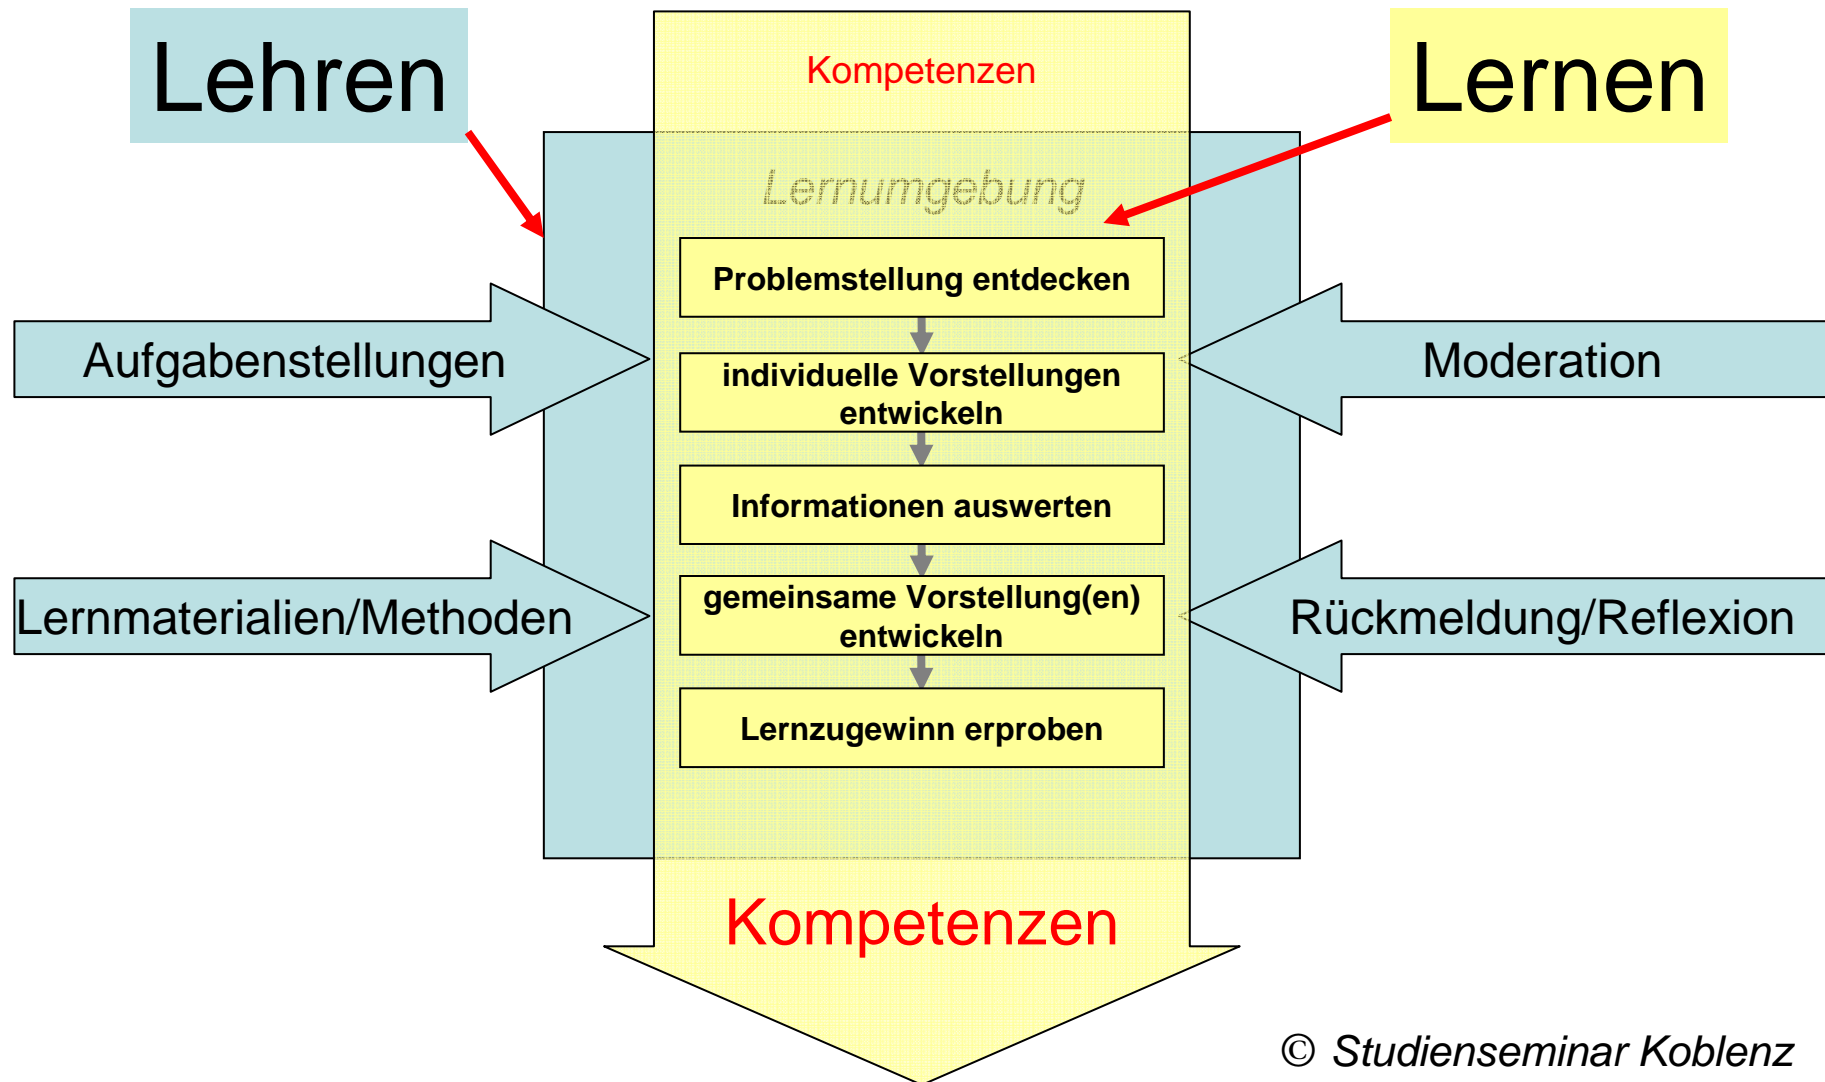 Lehren
Kompetenzen
Lernen
Lernumgebung
Problemstellung entdecken
Aufgabenstellungen
individuelle Vorstellungen
entwickeln
Moderation
Informationen auswerten
Lernmaterialien/Methoden
gemeinsame Vorstellung(en)
entwickeln
Rückmeldung/Reflexion
Lernzugewinn erproben
Kompetenzen
© Studienseminar Koblenz